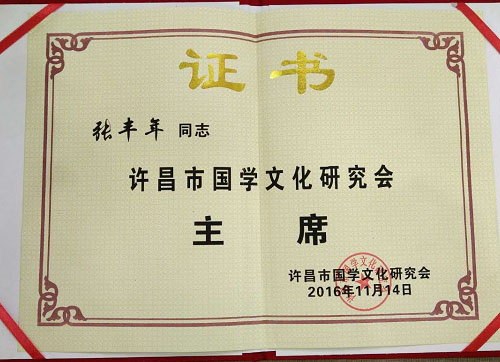 证书
张丰年 同志
许昌市国学文化研究会
主席
许昌市国学文化研究会
2016年11月14日